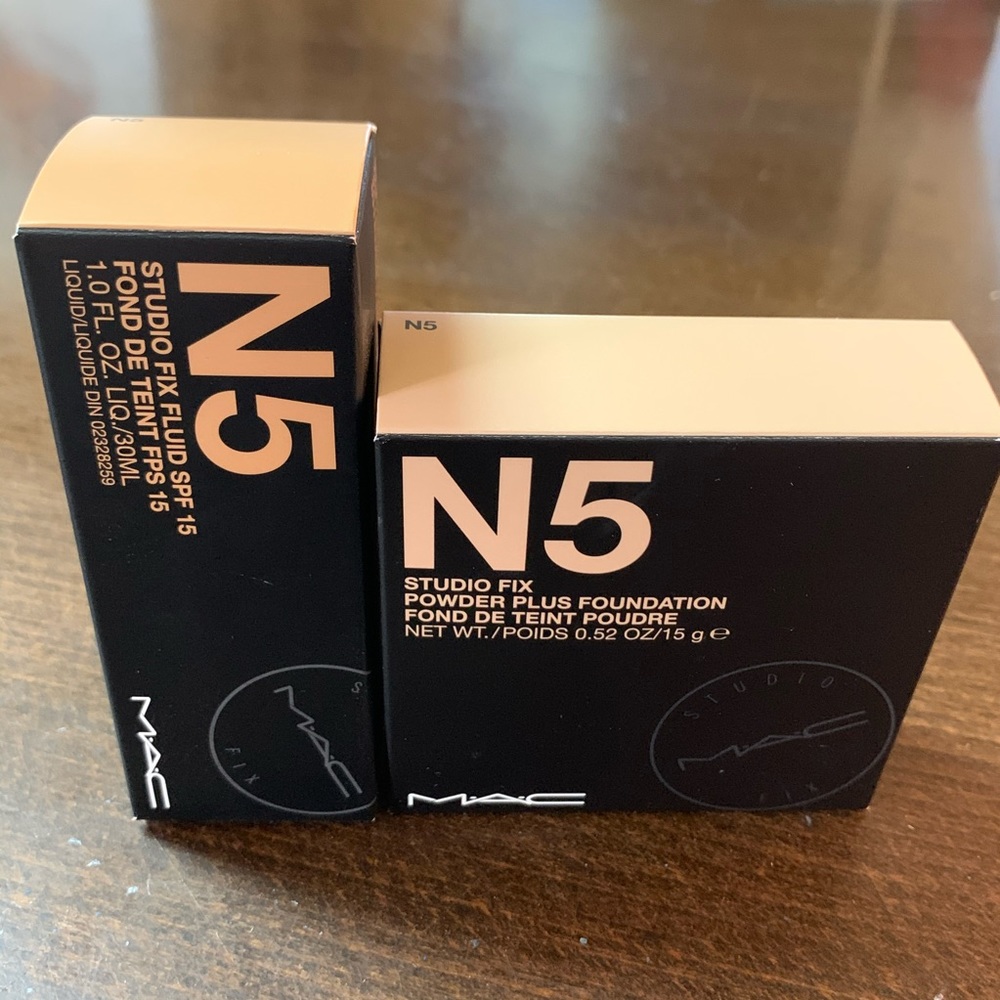 N5
N5
STUDIO FIX FLUID SPF 15
FOND DE TEINT FPS 15
1.0 FL. OZ. LIQ./30ML
LIQUID/LIQUIDE DIN 02328259
MAC
S
MAC
FIX
N5
N5
STUDIO FIX
POWDER PLUS FOUNDATION
FOND DE TEINT POUDRE
NET WT./POIDS 0.52 OZ/15 g e
MAC
STUDIO
MAC
FIX